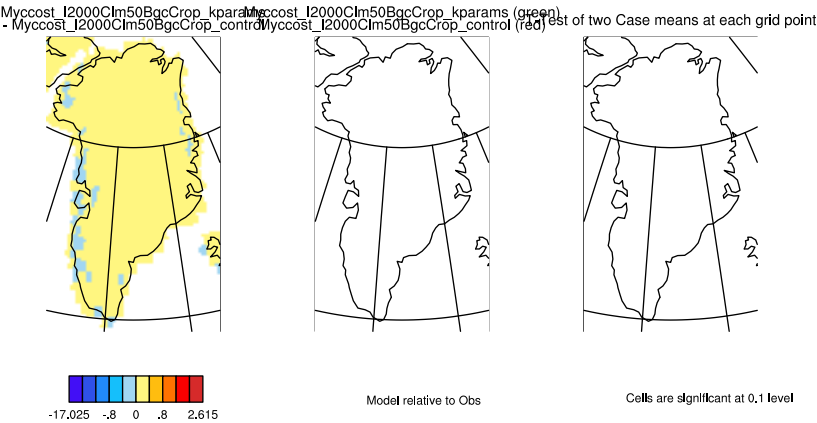 Myccost_I2000Clm50BgcCrop_kparams
- Myccost_I2000Clm50BgcCrop_control
Myccost_I2000Clm50BgcCrop_kparams (green)
Myccost_I2000Clm50BgcCrop_control (red)
T-Test of two Case means at each grid point
-17.025 -.8 0 .8 2.615
Model relative to Obs
Cells are significant at 0.1 level